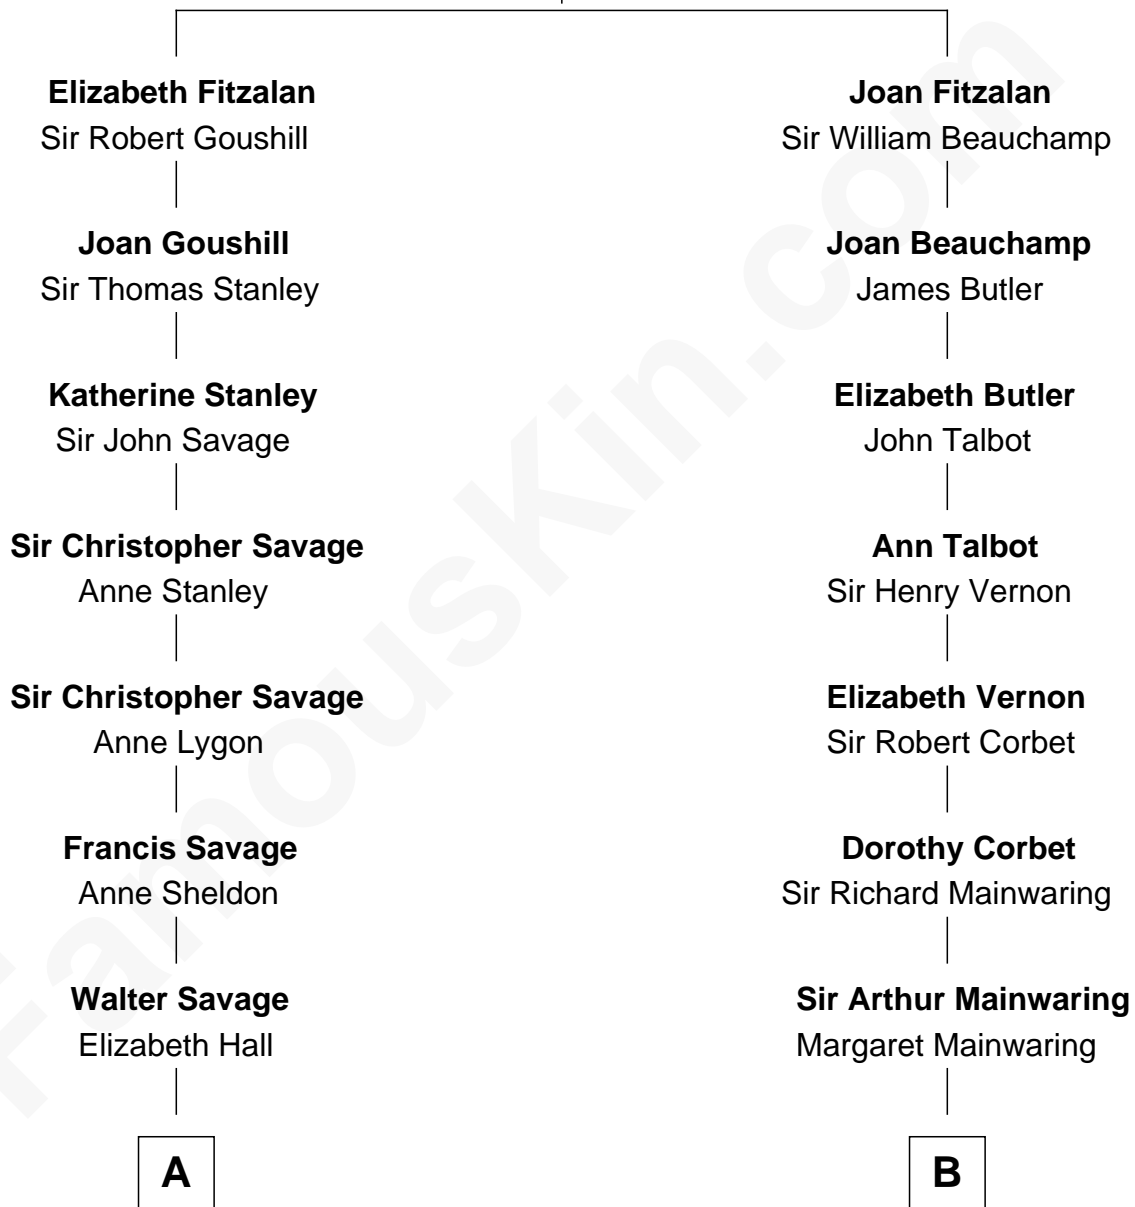 Elizabeth Fitzalan
Sir Robert Goushill
Joan Goushill
Sir Thomas Stanley
Katherine Stanley
Sir John Savage
Sir Christopher Savage
Anne Stanley
Sir Christopher Savage
Anne Lygon
Francis Savage
Anne Sheldon
Walter Savage
Elizabeth Hall
A
Joan Fitzalan
Sir William Beauchamp
Joan Beauchamp
James Butler
Elizabeth Butler
John Talbot
Ann Talbot
Sir Henry Vernon
Elizabeth Vernon
Sir Robert Corbet
Dorothy Corbet
Sir Richard Mainwaring
Sir Arthur Mainwaring
Margaret Mainwaring
B
FamousKin.com